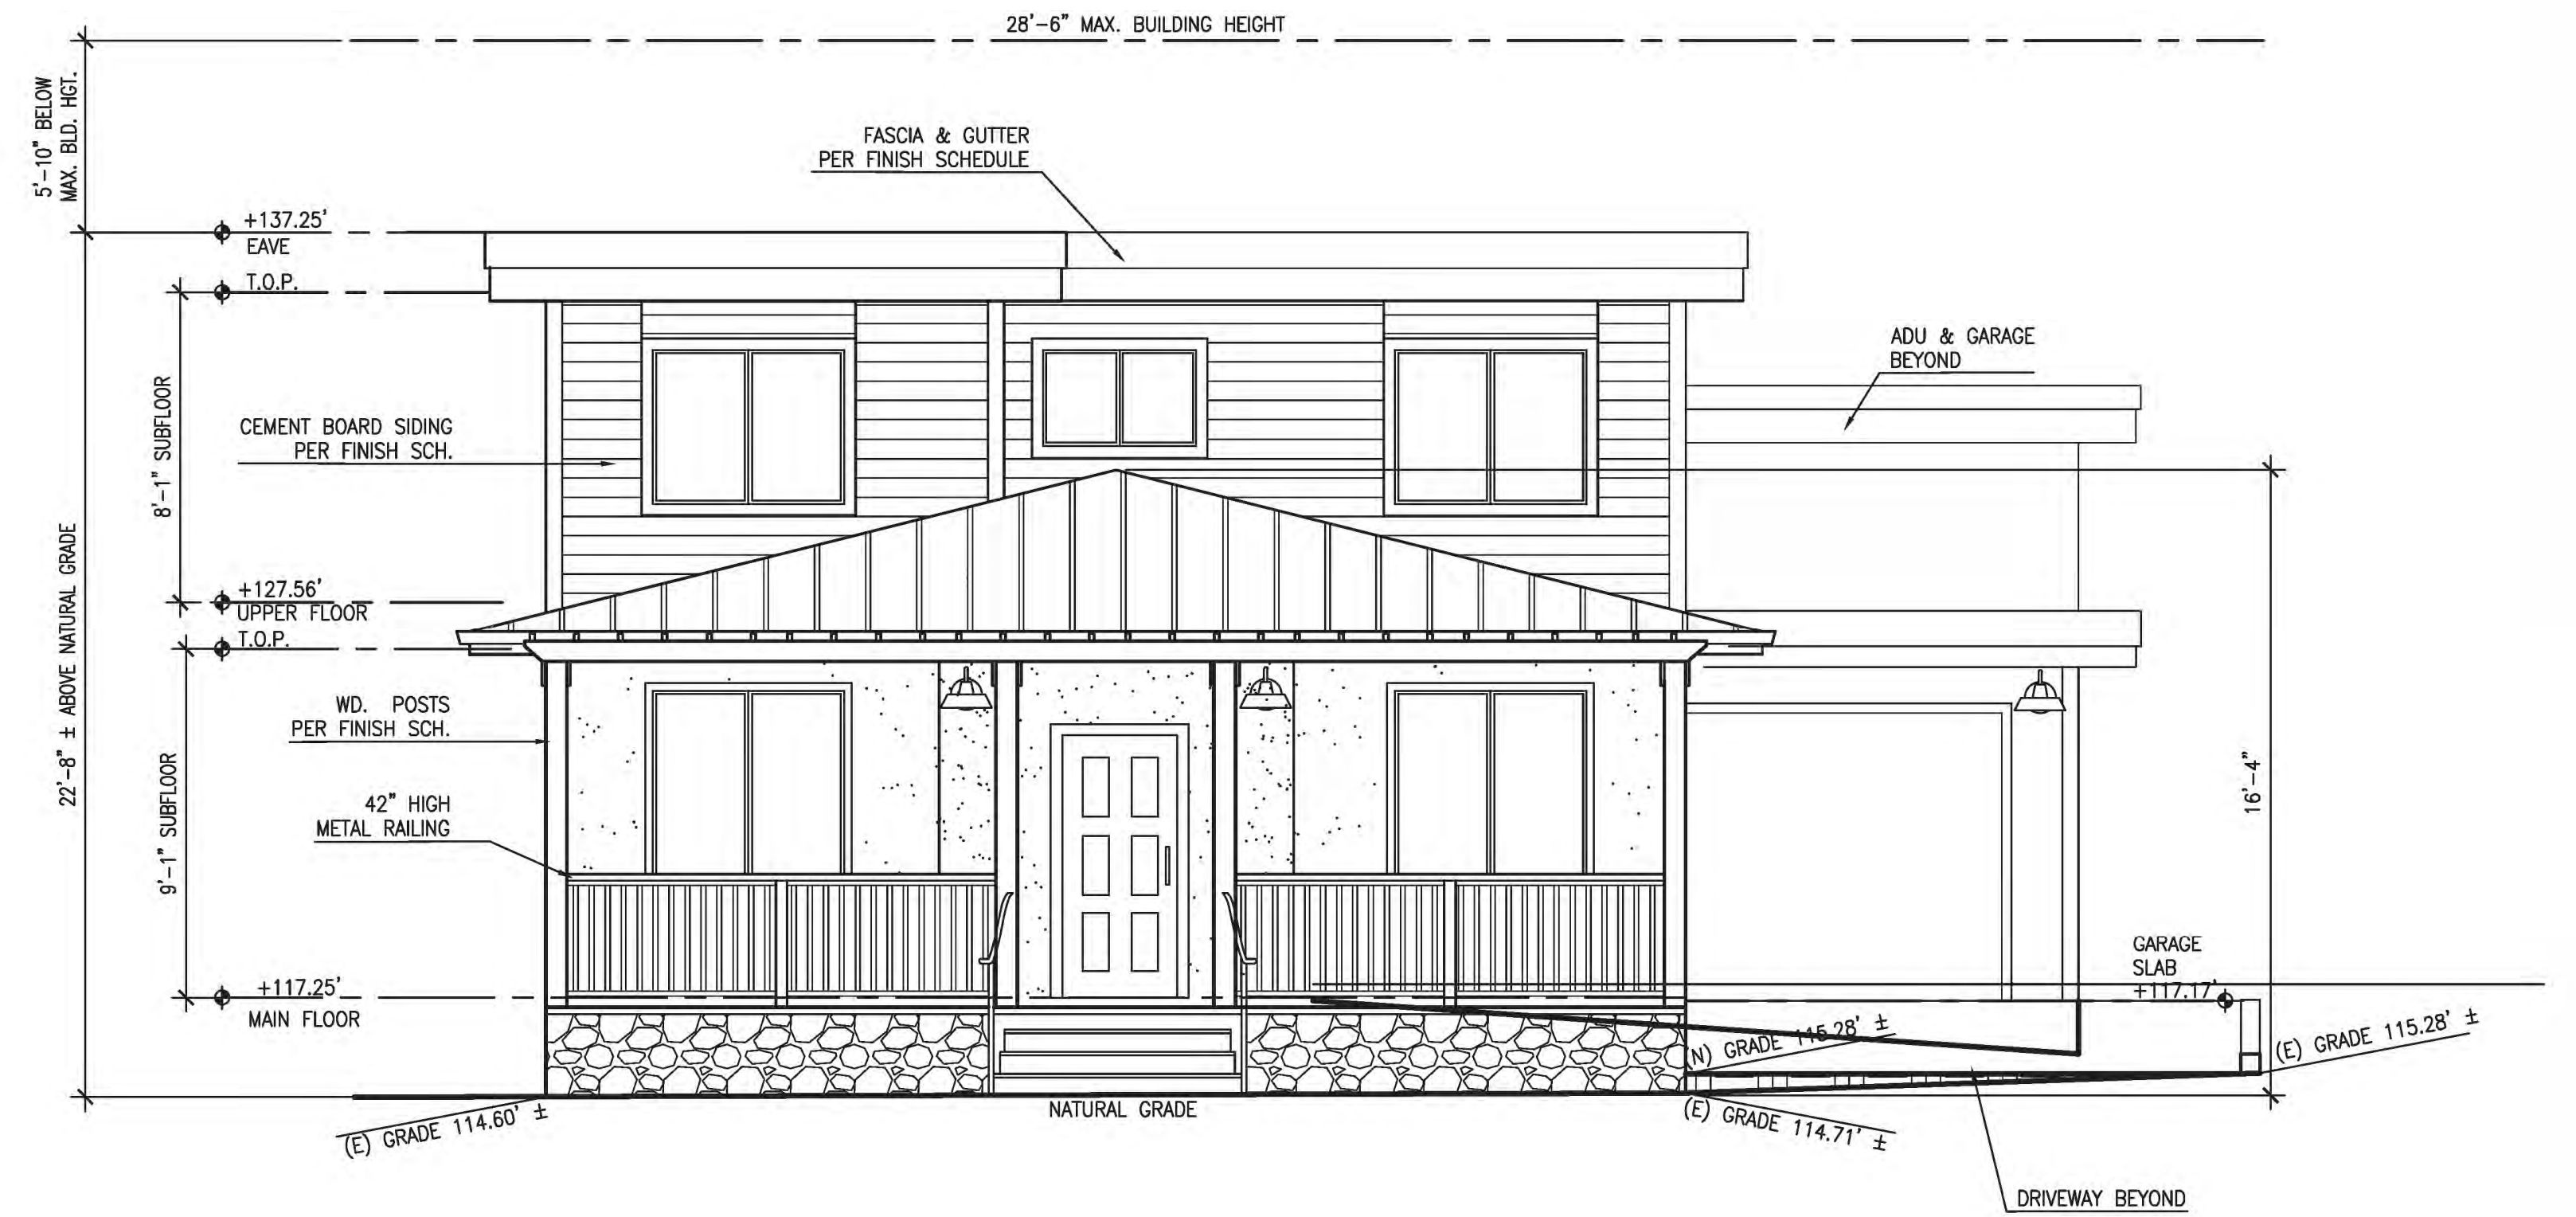 28'-6" MAX. BUILDING HEIGHT
5'-10" BELOW
MAX. BLD. HGT.
FASCIA & GUTTER
PER FINISH SCHEDULE
+137.25'
EAVE
T.O.P.
ADU & GARAGE
BEYOND
8'-1" SUBFLOOR
CEMENT BOARD SIDING
PER FINISH SCH.
22'-8" ± ABOVE NATURAL GRADE
+127.56'
UPPER FLOOR
T.O.P.
WD. POSTS
PER FINISH SCH.
9'-1" SUBFLOOR
42" HIGH
METAL RAILING
16'-4"
GARAGE
SLAB
+117.17'
+117.25'
MAIN FLOOR
(N) GRADE 115.28' ±
(E) GRADE 115.28' ±
(E) GRADE 114.60' ±
NATURAL GRADE
(E) GRADE 114.71' ±
DRIVEWAY BEYOND